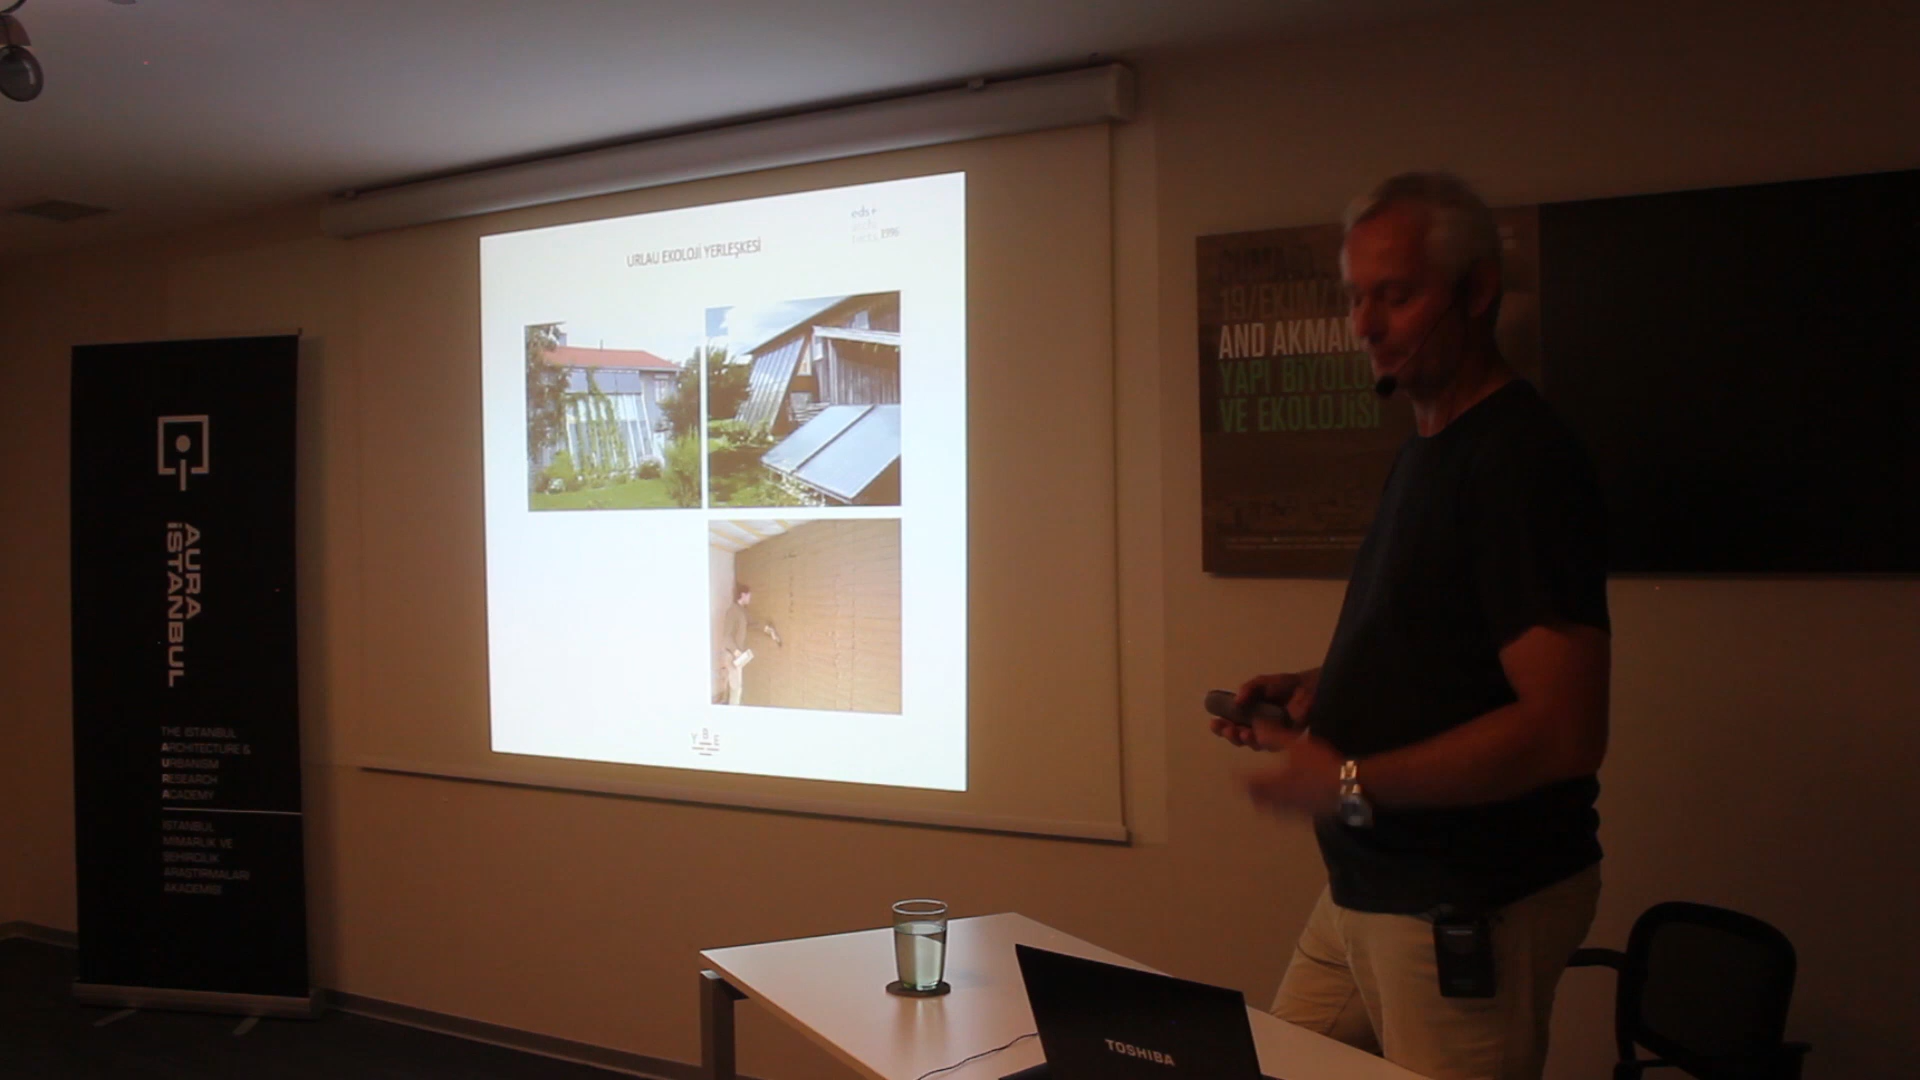 AURA
İSTANBUL
THE ISTANBUL
ARCHITECTURE &
URBANISM
RESEARCH
ACADEMY
İSTANBUL
MİMARLIK VE
ŞEHİRCİLİK
ARAŞTIRMALARI
AKADEMİSİ
eds+
1996
URLAU EKOLOJİ YERLEŞKESİ
Y B E
19/EKİM/
AND AKMAN
YAPI BİYOLO
VE EKOLOJİSİ
TOSHIBA